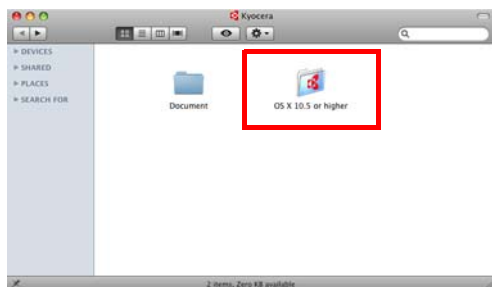 Kyocera
DEVICES
SHARED
PLACES
SEARCH FOR
Document
OS X 10.5 or higher
2 items, Zero KB available